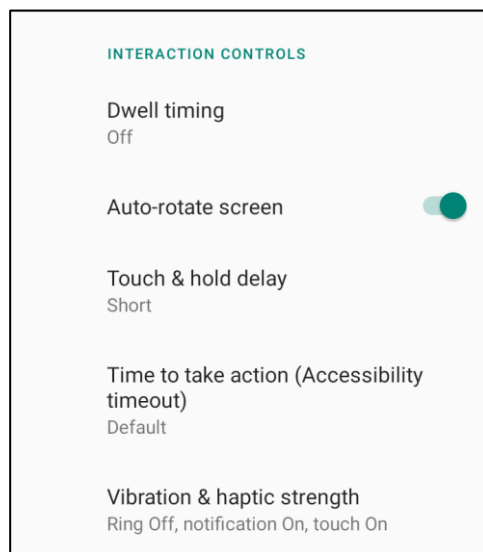 INTERACTION CONTROLS
Dwell timing
Off
Auto-rotate screen
Touch & hold delay
Short
Time to take action (Accessibility
timeout)
Default
Vibration & haptic strength
Ring Off, notification On, touch On